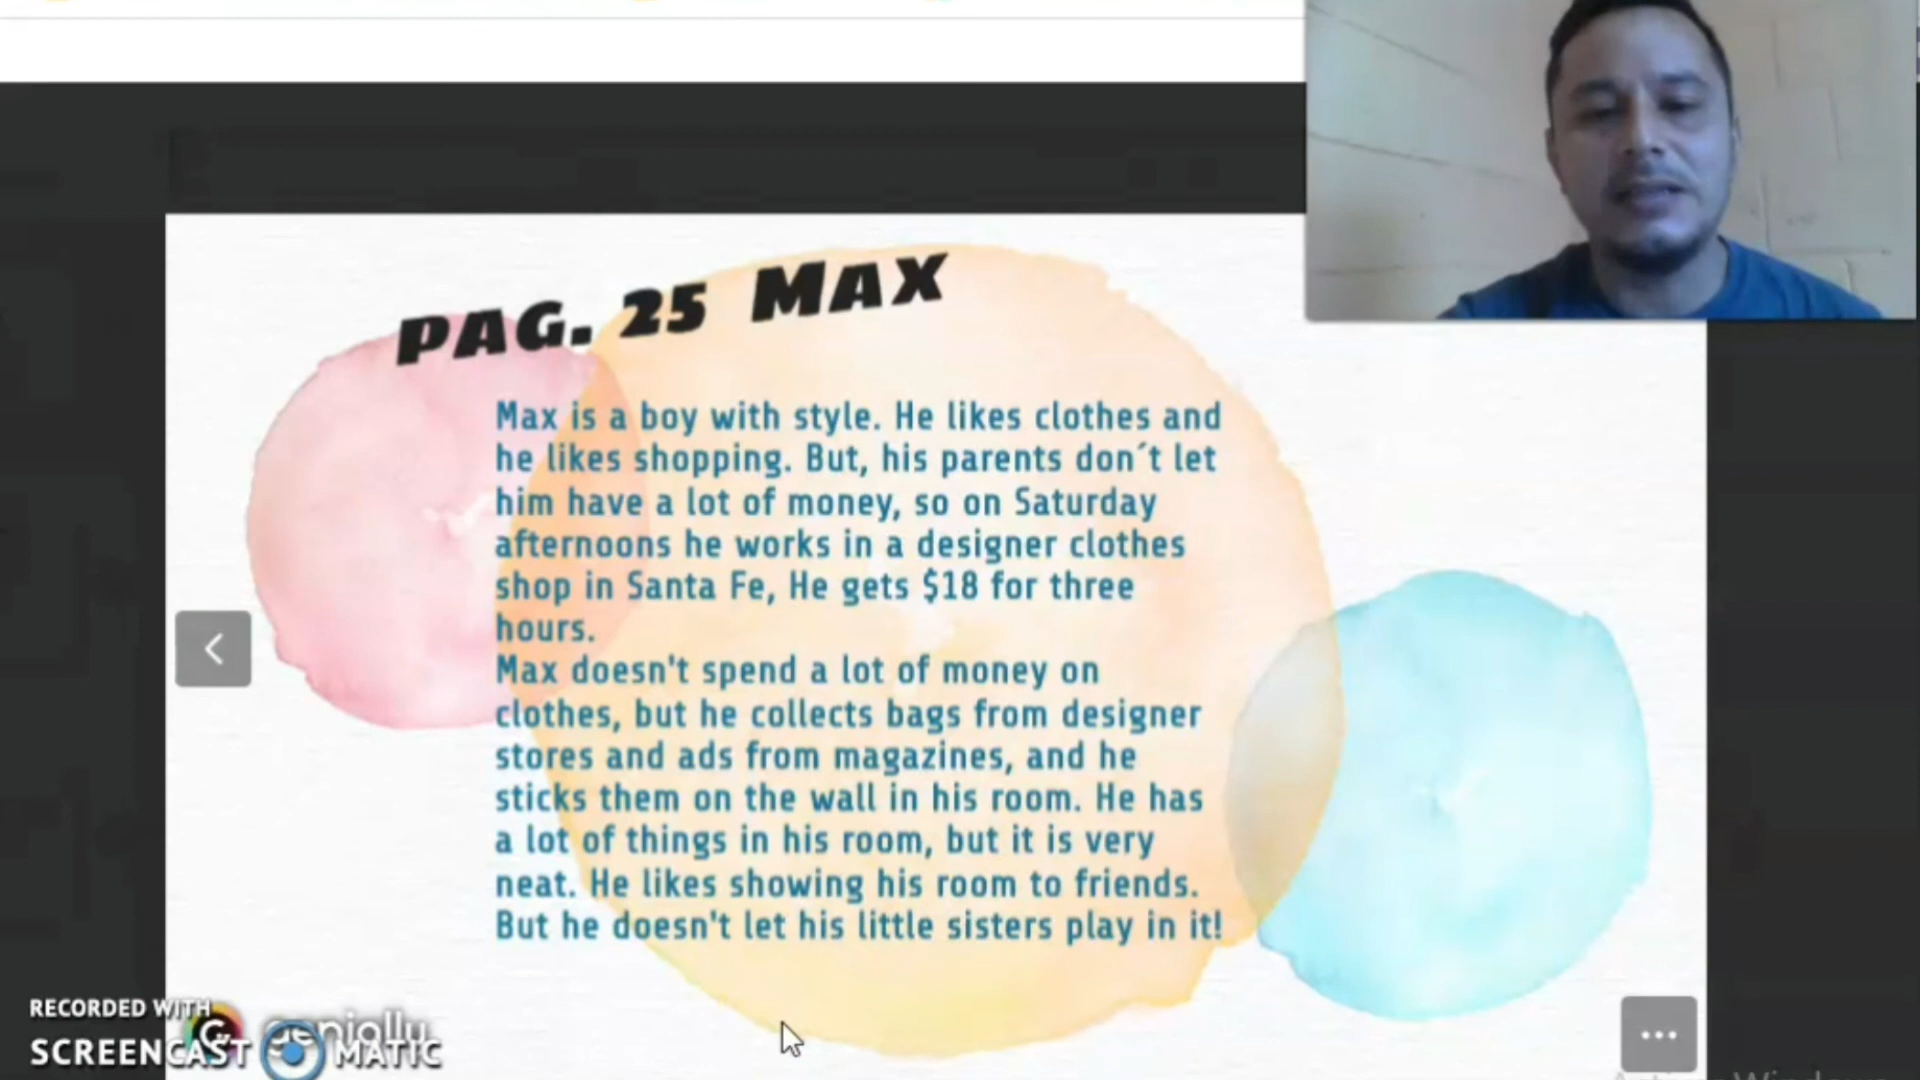 PAG. 25 MAX
Max is a boy with style. He likes clothes and
he likes shopping. But, his parents don´t let
him have a lot of money, so on Saturday
afternoons he works in a designer clothes
shop in Santa Fe, He gets $18 for three
hours.
Max doesn't spend a lot of money on
clothes, but he collects bags from designer
stores and ads from magazines, and he
sticks them on the wall in his room. He has
a lot of things in his room, but it is very
neat. He likes showing his room to friends.
But he doesn't let his little sisters play in it!
RECORDED WITH
SCREENCAST MATIC
genially